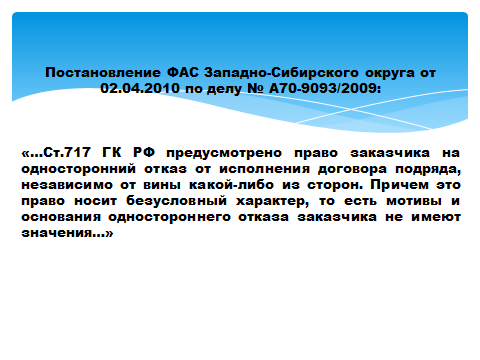 Постановление ФАС Западно-Сибирского округа от
02.04.2010 по делу № А70-9093/2009:
«...Ст.717 ГК РФ предусмотрено право заказчика на
односторонний отказ от исполнения договора подряда,
независимо от вины какой-либо из сторон. Причем это
право носит безусловный характер, то есть мотивы и
основания одностороннего отказа заказчика не имеют
значения...»